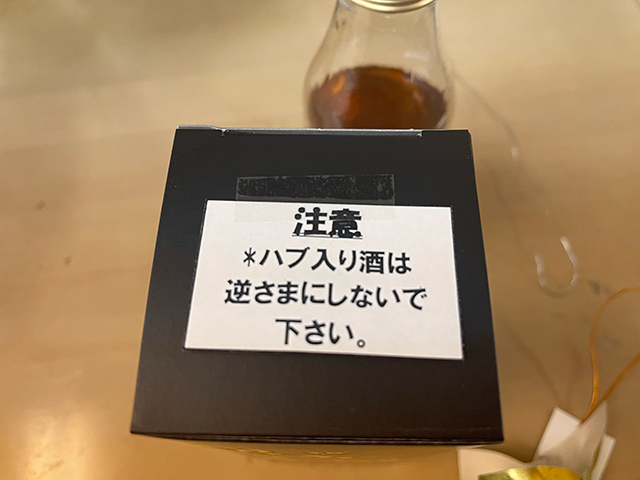 注意
*ハブ入り酒は
逆さまにしないで
下さい。